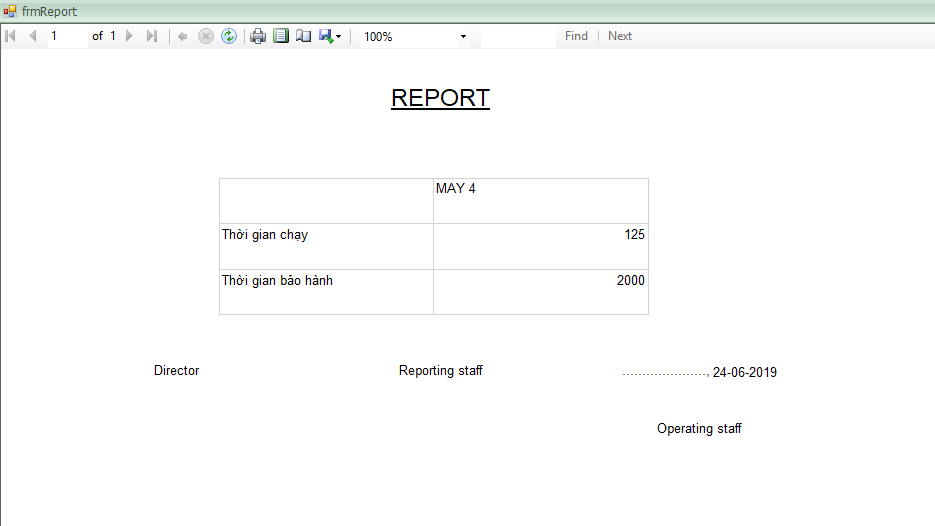 frmReport
1 of 1 100% Find Next
REPORT
MAY 4
Thời gian chạy 125
Thời gian bảo hành 2000
Director Reporting staff ....................., 24-06-2019
Operating staff